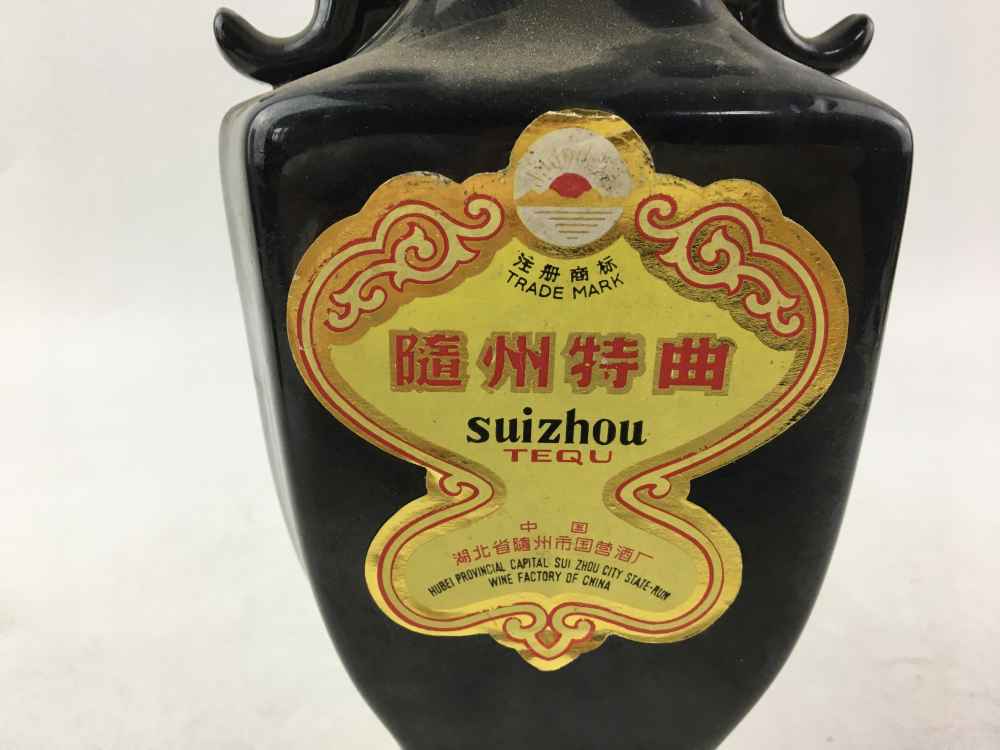 注册商标
TRADE MARK
隨州特曲
suizhou
TEQU
中国
湖北省隨州市国营酒厂
HUBEI PROVINCIAL CAPITAL SUI ZHOU CITY STATE-RUN
WINE FACTORY OF CHINA